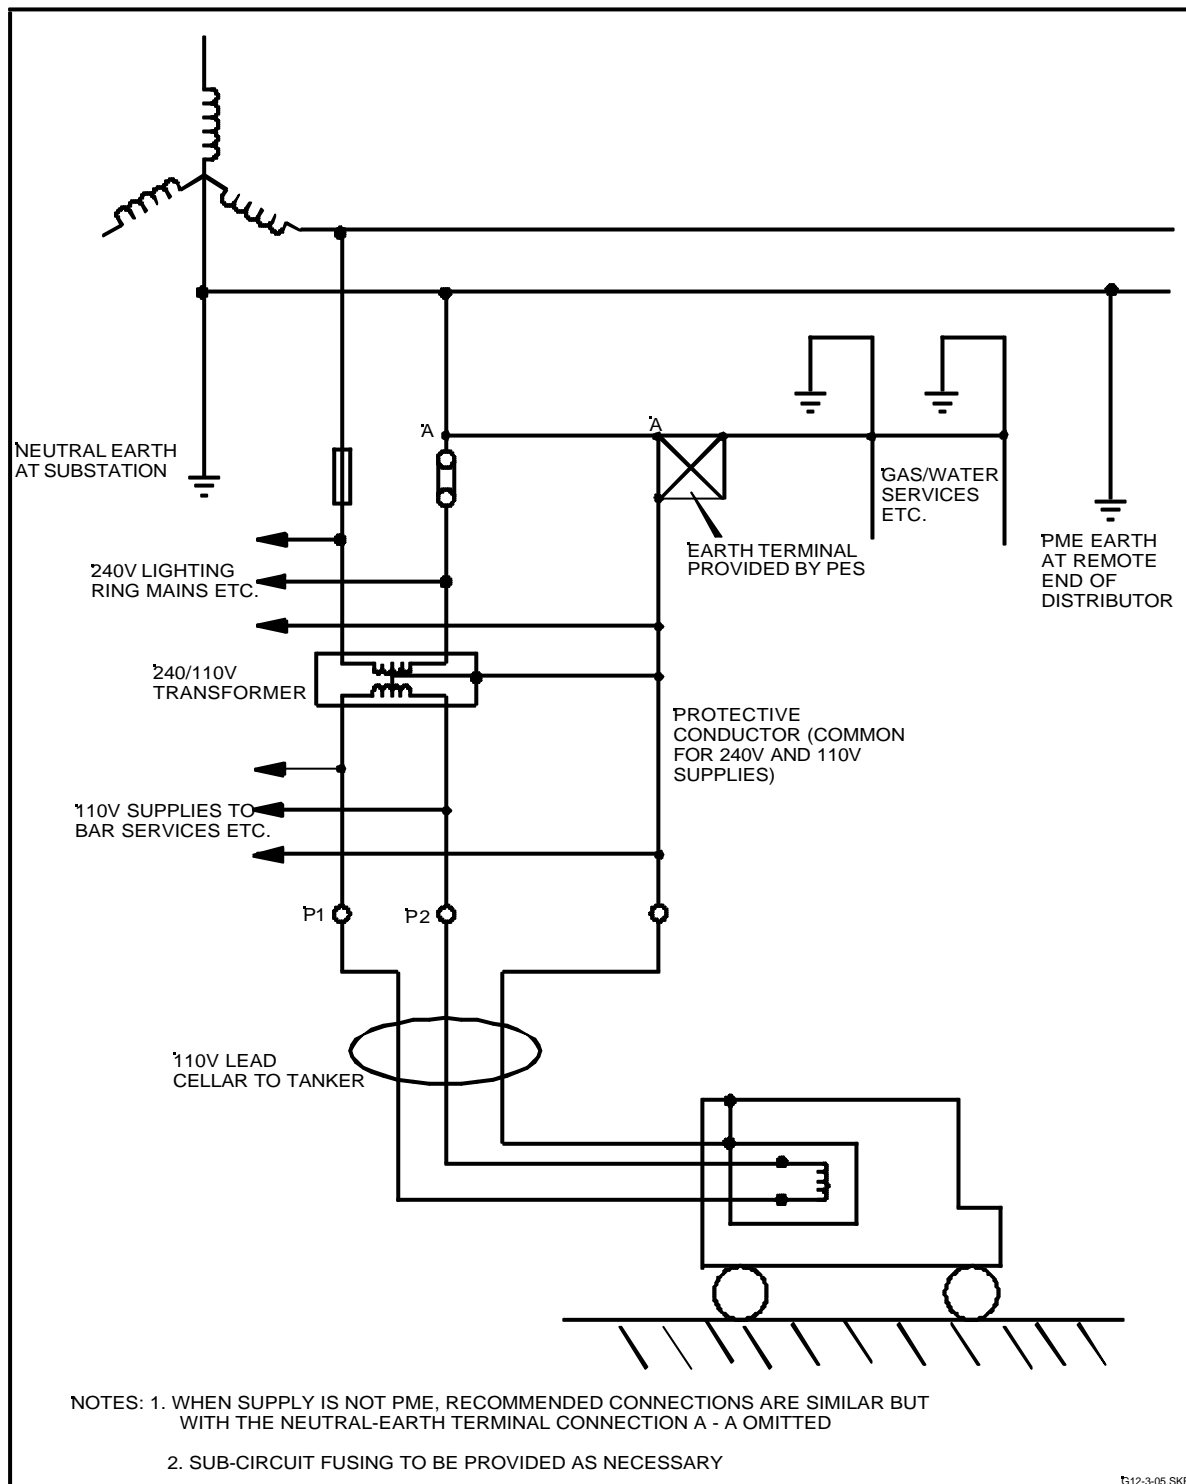 NEUTRAL EARTH
AT SUBSTATION
A
A
GAS/WATER
SERVICES
ETC.
EARTH TERMINAL
PROVIDED BY PES
PME EARTH
AT REMOTE
END OF
DISTRIBUTOR
240V LIGHTING
RING MAINS ETC.
240/110V
TRANSFORMER
PROTECTIVE
CONDUCTOR (COMMON
FOR 240V AND 110V
SUPPLIES)
110V SUPPLIES TO
BAR SERVICES ETC.
P1
P2
110V LEAD
CELLAR TO TANKER
NOTES: 1. WHEN SUPPLY IS NOT PME, RECOMMENDED CONNECTIONS ARE SIMILAR BUT
WITH THE NEUTRAL-EARTH TERMINAL CONNECTION A - A OMITTED
2. SUB-CIRCUIT FUSING TO BE PROVIDED AS NECESSARY
G12-3-05.SKF